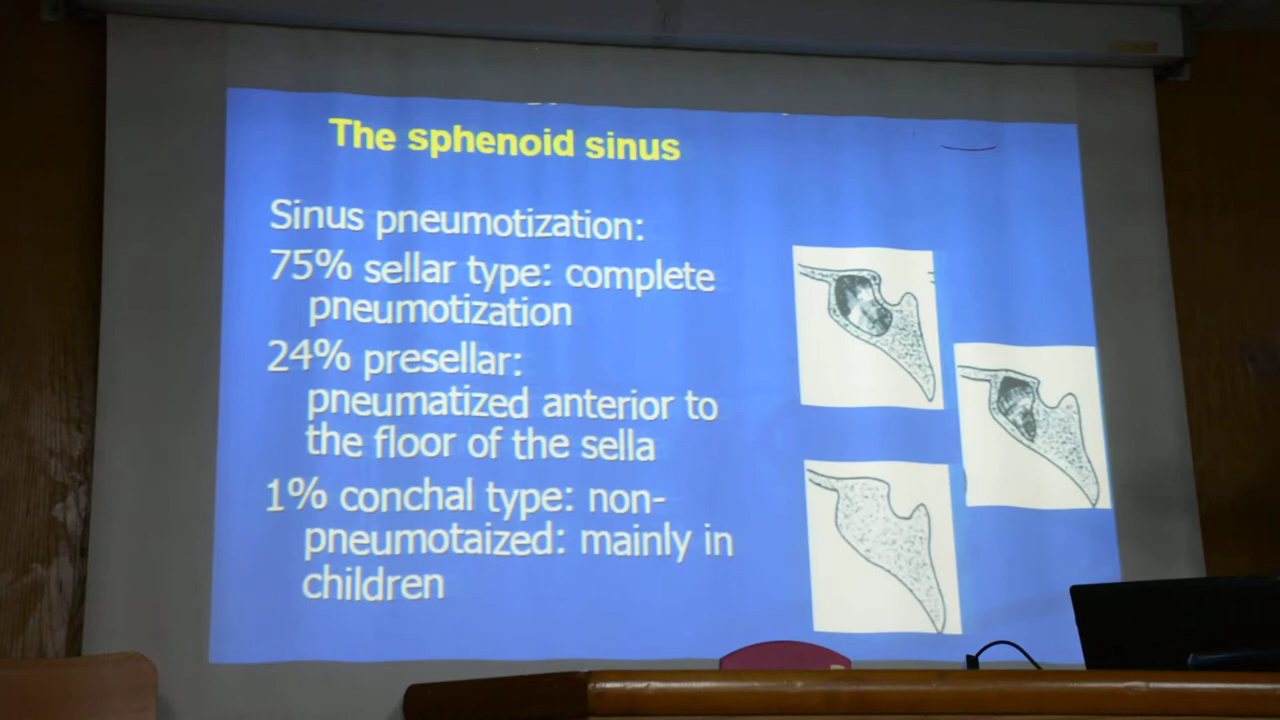 The sphenoid sinus
Sinus pneumotization:
75% sellar type: complete
pneumotization
24% presellar:
pneumatized anterior to
the floor of the sella
1% conchal type: non-
pneumotaized: mainly in
children